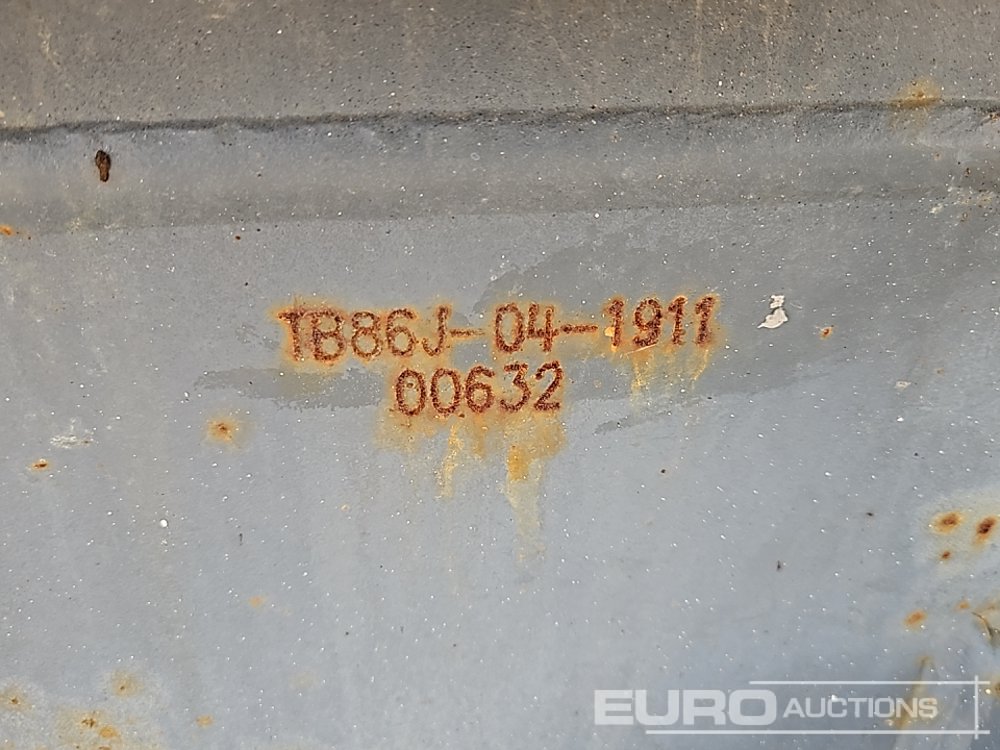 TB86J-04-1911
00632
EURO AUCTIONS